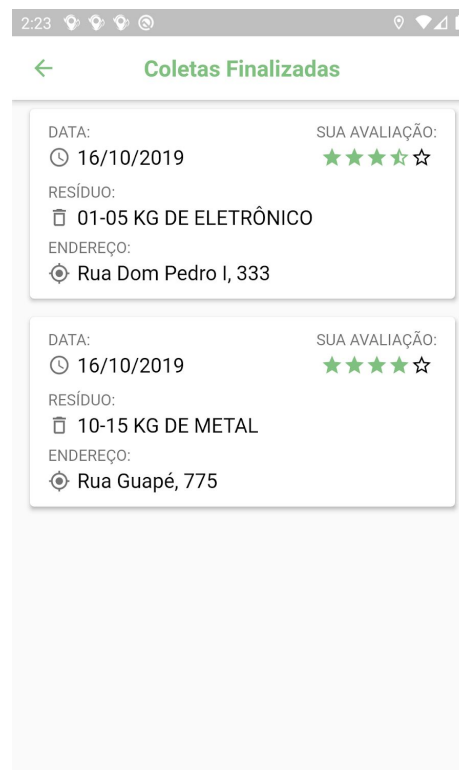 2:23
Coletas Finalizadas
DATA: SUA AVALIAÇÃO:
16/10/2019
RESÍDUO:
01-05 KG DE ELETRÔNICO
ENDEREÇO:
Rua Dom Pedro I, 333
DATA: SUA AVALIAÇÃO:
16/10/2019
RESÍDUO:
10-15 KG DE METAL
ENDEREÇO:
Rua Guapé, 775